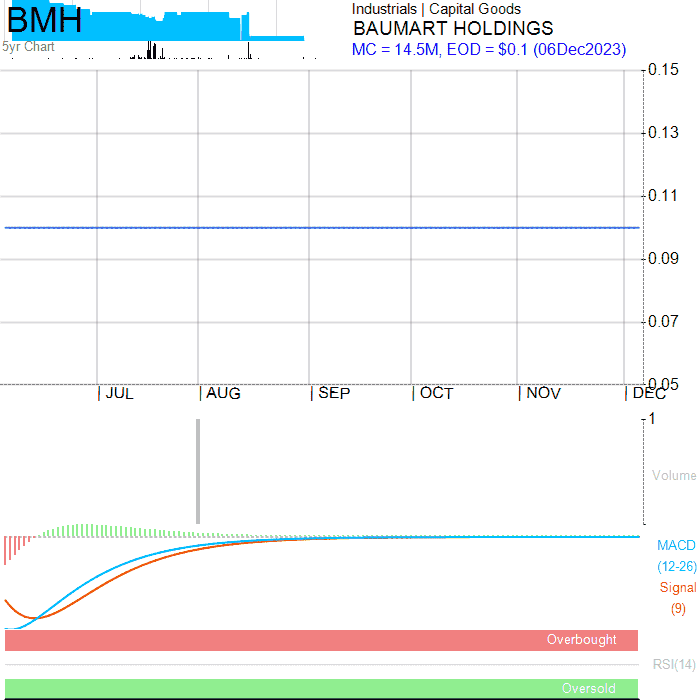 BMH
5yr Chart
Industrials | Capital Goods
BAUMART HOLDINGS
MC = 14.5M, EOD = $0.1 (06Dec2023)
0.15
0.13
0.11
0.09
0.07
0.05
| JUL | AUG | SEP | OCT | NOV | DEC
1
Volume
MACD
(12-26)
Signal
(9)
Overbought
RSI(14)
Oversold